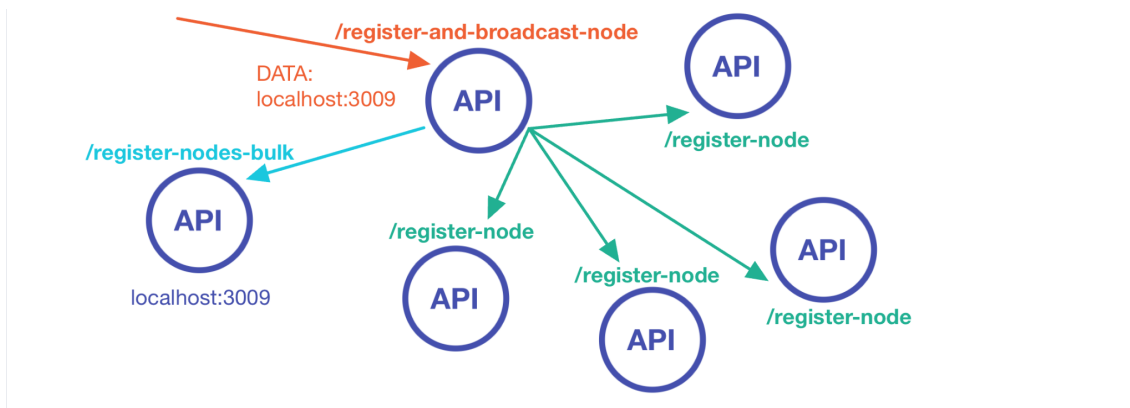 /register-and-broadcast-node
API
DATA:
localhost:3009
API
/register-node
/register-nodes-bulk
API
localhost:3009
/register-node
API
/register-node
API
API
/register-node